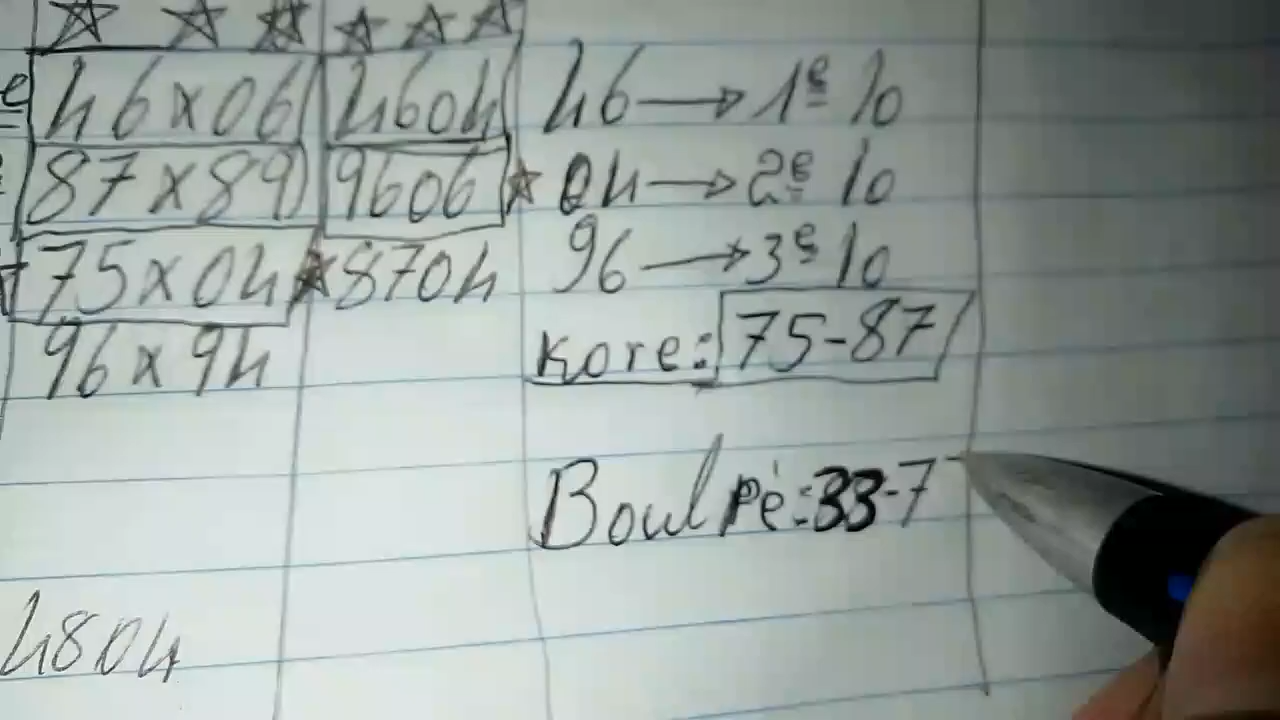 46x06 4604 46→1e lo
87x89 9606 04→2e lo
75x04 8704 96→3e lo
96x94 Kore: 75-87
Boul Pè: 33-7
4804